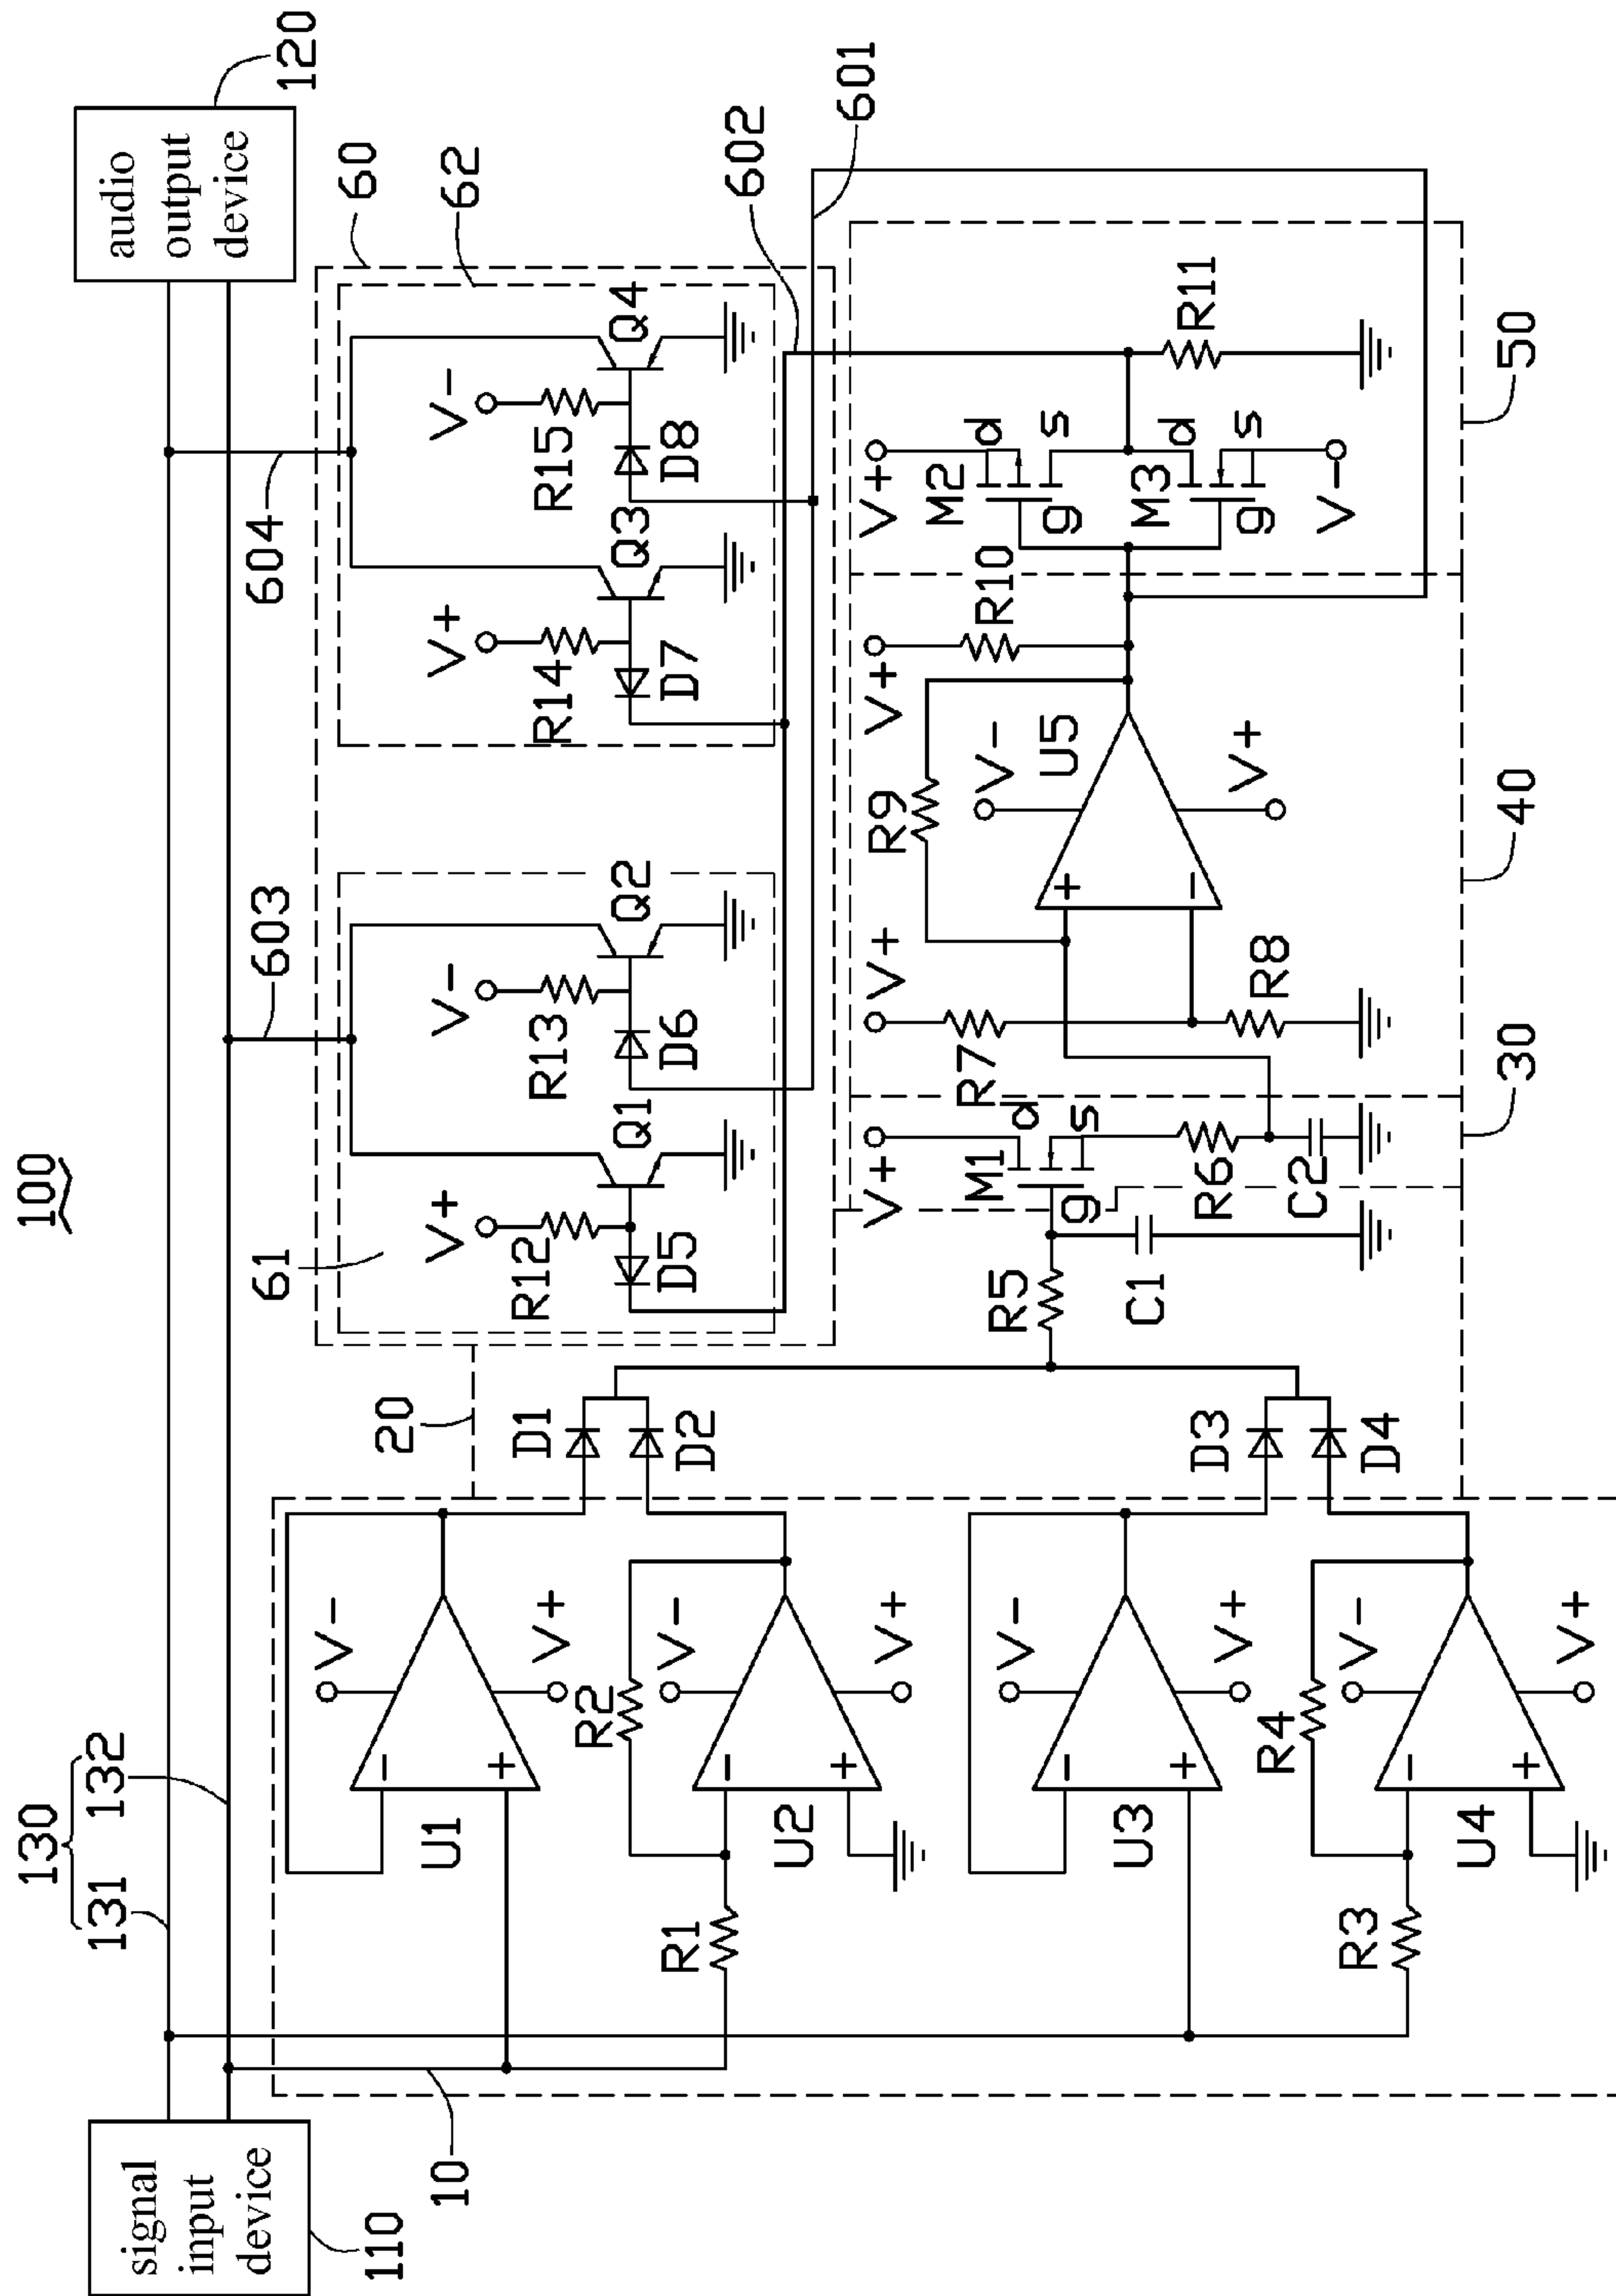 100
signal
input
device
110
130
131 132
audio
output
device
120
10
20
61
603
604
60
62
602
601
V+
R12
D5
Q1
V-
R13
D6
Q2
V+
R14
D7
Q3
V-
R15
D8
Q4
V-
-
+
U1
V+
D1
R2
V-
-
+
U2
V+
R1
D2
V-
-
+
U3
V+
D3
R4
V-
-
+
U4
V+
R3
D4
R5
C1
V+
M1
d
g
s
R6
C2
30
V+
R7
R8
R9
V-
+
-
U5
V+
V+
R10
40
V+
M2
d
g
s
M3
d
g
s
V-
R11
50